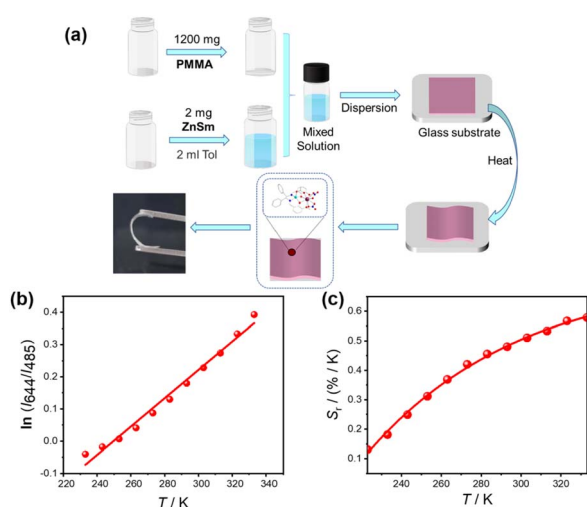 (a)
1200 mg
PMMA
2 mg
ZnSm
2 ml Tol
Mixed
Solution
Dispersion
Glass substrate
Heat
(b)
ln (I644/I485)
0.4
0.3
0.2
0.1
0.0
-0.1
220 240 260 280 300 320 340
T / K
(c)
Sr / (% / K)
0.6
0.5
0.4
0.3
0.2
0.1
240 260 280 300 320
T / K